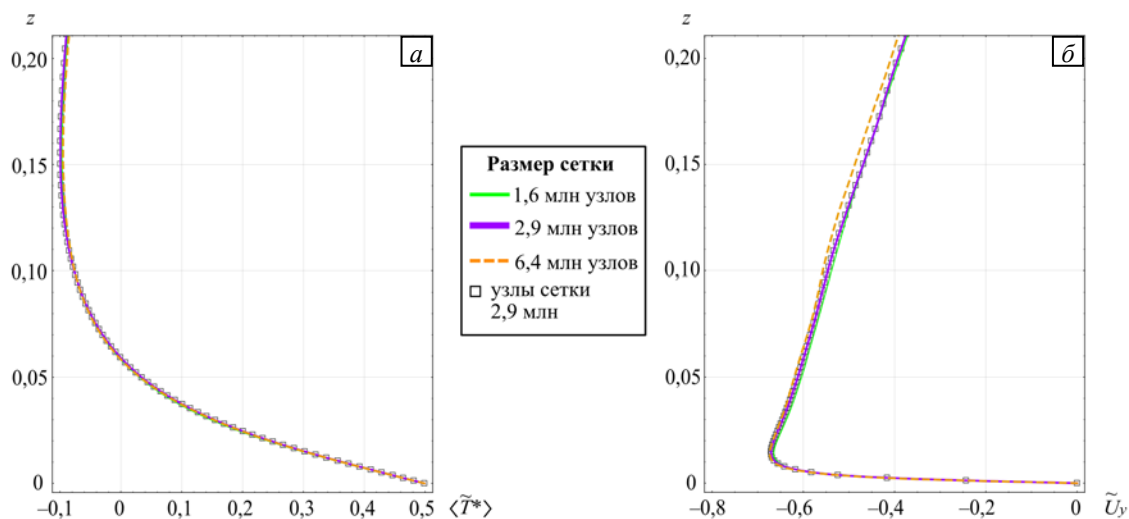 z
а
0,20
0,15
0,10
0,05
0
−0,1 0 0,1 0,2 0,3 0,4 0,5 ⟨T̃*⟩
Размер сетки
1,6 млн узлов
2,9 млн узлов
6,4 млн узлов
узлы сетки
2,9 млн
z
б
0,20
0,15
0,10
0,05
0
−0,8 −0,6 −0,4 −0,2 0 Ũy